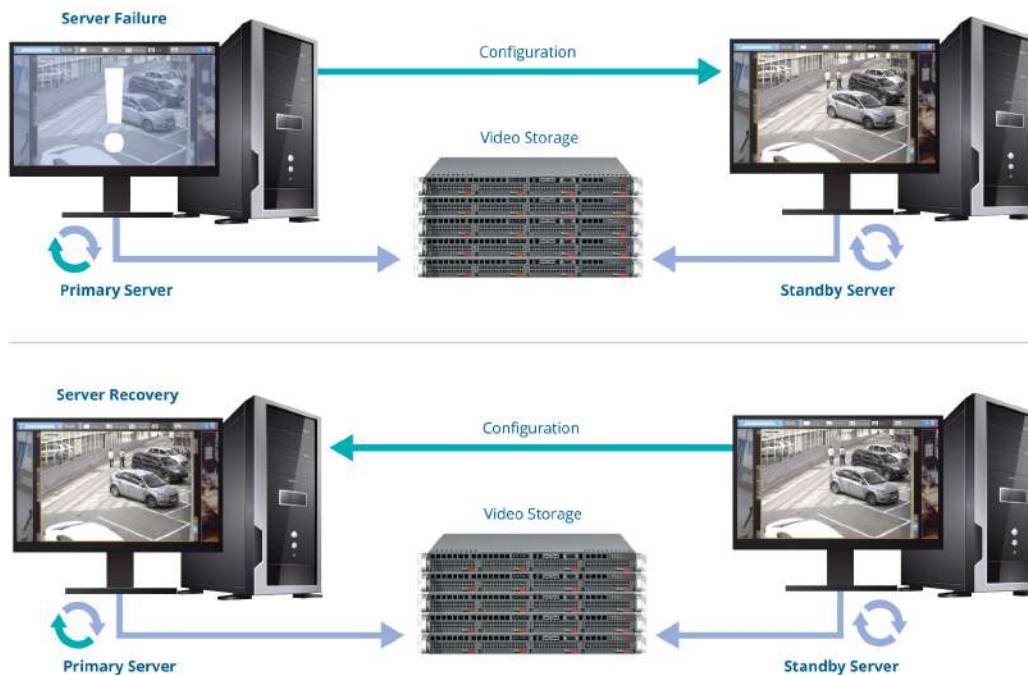 Server Failure
Configuration
Video Storage
Primary Server
Standby Server
Server Recovery
Configuration
Video Storage
Primary Server
Standby Server